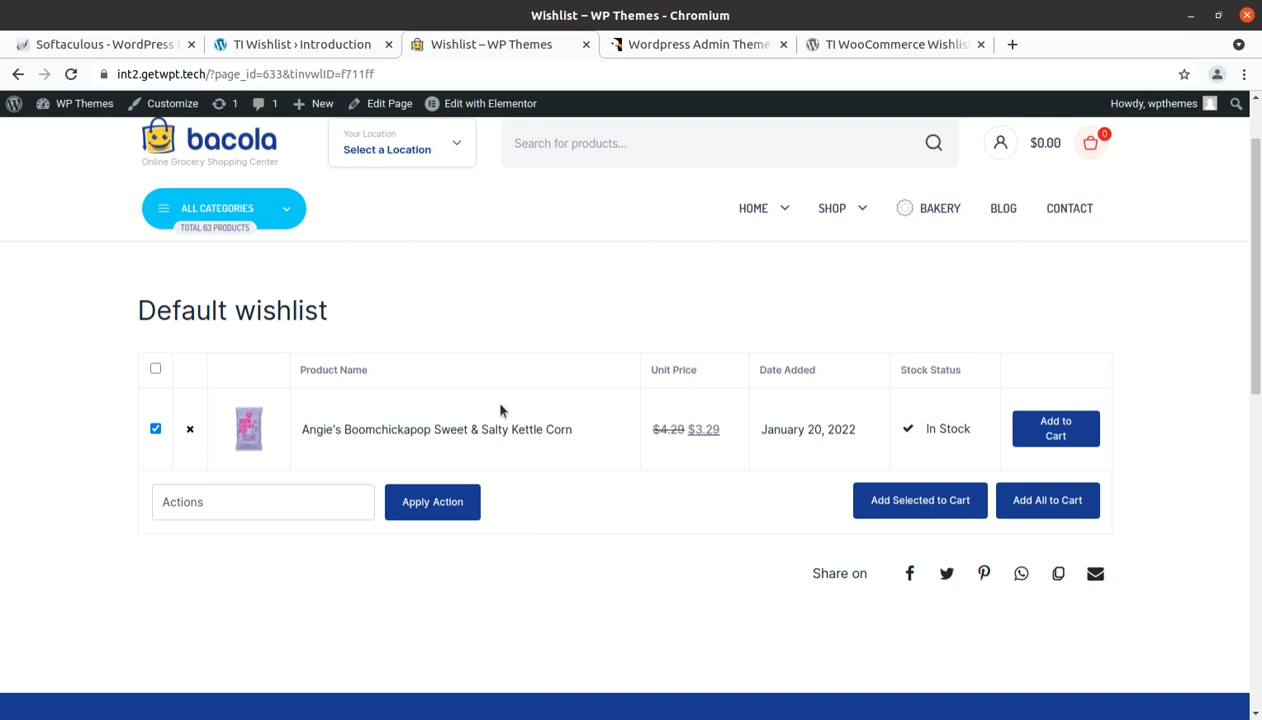 Wishlist – WP Themes - Chromium
Softaculous - WordPress
TI Wishlist › Introduction
Wishlist – WP Themes
Wordpress Admin Theme
TI WooCommerce Wishlis
int2.getwpt.tech/?page_id=633&tinvwlID=f711ff
WP Themes
Customize
1
1
New
Edit Page
Edit with Elementor
Howdy, wpthemes
bacola
Online Grocery Shopping Center
Your Location
Select a Location
Search for products...
$0.00
0
ALL CATEGORIES
TOTAL 63 PRODUCTS
HOME
SHOP
BAKERY
BLOG
CONTACT
Default wishlist
Product Name
Unit Price
Date Added
Stock Status
Angie's Boomchickapop Sweet & Salty Kettle Corn
$4.29 $3.29
January 20, 2022
In Stock
Add to
Cart
Actions
Apply Action
Add Selected to Cart
Add All to Cart
Share on